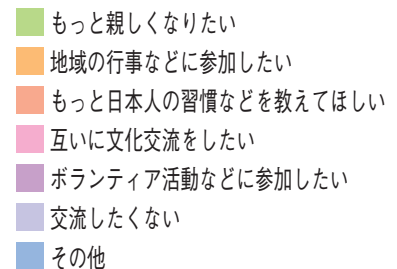 もっと親しくなりたい
地域の行事などに参加したい
もっと日本人の習慣などを教えてほしい
互いに文化交流をしたい
ボランティア活動などに参加したい
交流したくない
その他